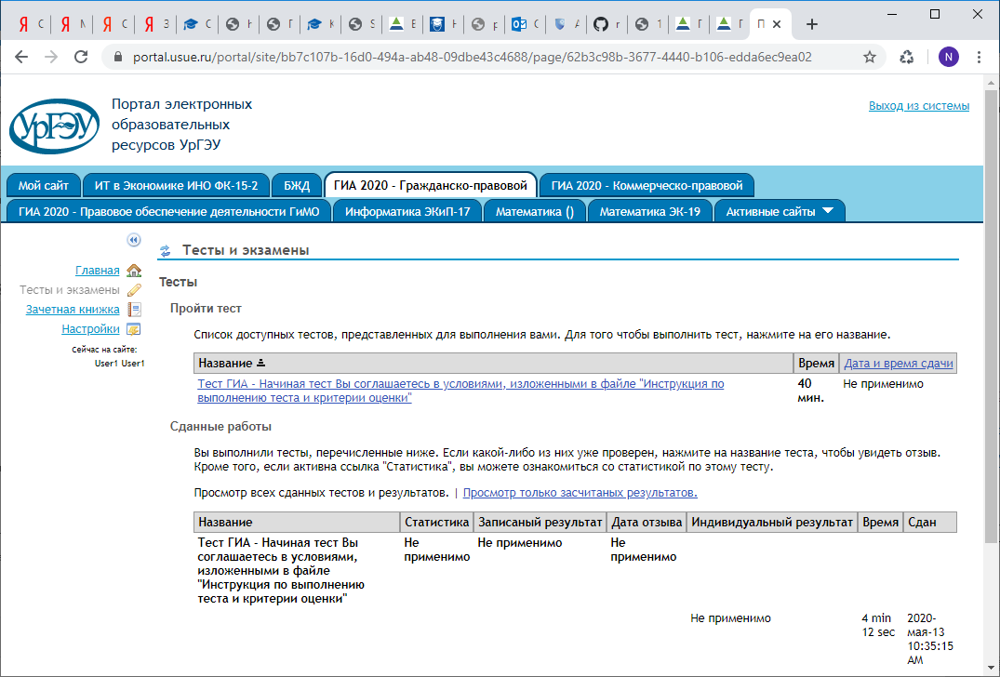 portal.usue.ru/portal/site/bb7c107b-16d0-494a-ab48-09dbe43c4688/page/62b3c98b-3677-4440-b106-edda6ec9ea02
N
УрГЭУ
Портал электронных
образовательных
ресурсов УрГЭУ
Выход из системы
Мой сайт
ИТ в Экономике ИНО ФК-15-2
БЖД
ГИА 2020 - Гражданско-правовой
ГИА 2020 - Коммерческо-правовой
ГИА 2020 - Правовое обеспечение деятельности ГиМО
Информатика ЭКиП-17
Математика ()
Математика ЭК-19
Активные сайты
Главная
Тесты и экзамены
Зачетная книжка
Настройки
Сейчас на сайте:
User1 User1
Тесты и экзамены
Тесты
Пройти тест
Список доступных тестов, представленных для выполнения вами. Для того чтобы выполнить тест, нажмите на его название.
Название Время Дата и время сдачи
Тест ГИА - Начиная тест Вы соглашаетесь в условиями, изложенными в файле "Инструкция по
выполнению теста и критерии оценки"
40
мин.
Не применимо
Сданные работы
Вы выполнили тесты, перечисленные ниже. Если какой-либо из них уже проверен, нажмите на название теста, чтобы увидеть отзыв.
Кроме того, если активна ссылка "Статистика", вы можете ознакомиться со статистикой по этому тесту.
Просмотр всех сданных тестов и результатов. | Просмотр только засчитаных результатов.
Название Статистика Записаный результат Дата отзыва Индивидуальный результат Время Сдан
Тест ГИА - Начиная тест Вы
соглашаетесь в условиями,
изложенными в файле
"Инструкция по выполнению
теста и критерии оценки"
Не
применимо
Не применимо
Не
применимо
Не применимо
4 min
12 sec
2020-
мая-13
10:35:15
AM